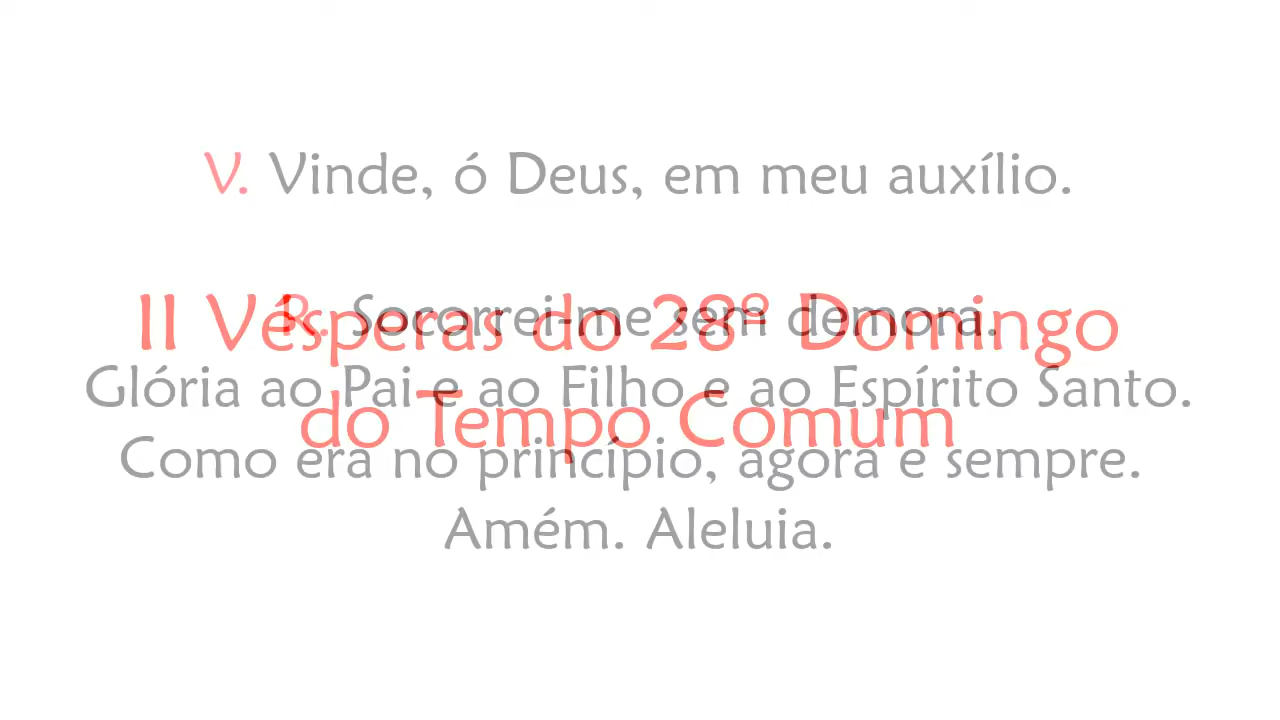 V. Vinde, ó Deus, em meu auxílio.
R. Socorrei-me sem demora.
II Vésperas do 28º Domingo
Glória ao Pai e ao Filho e ao Espírito Santo.
do Tempo Comum
Como era no princípio, agora e sempre.
Amém. Aleluia.